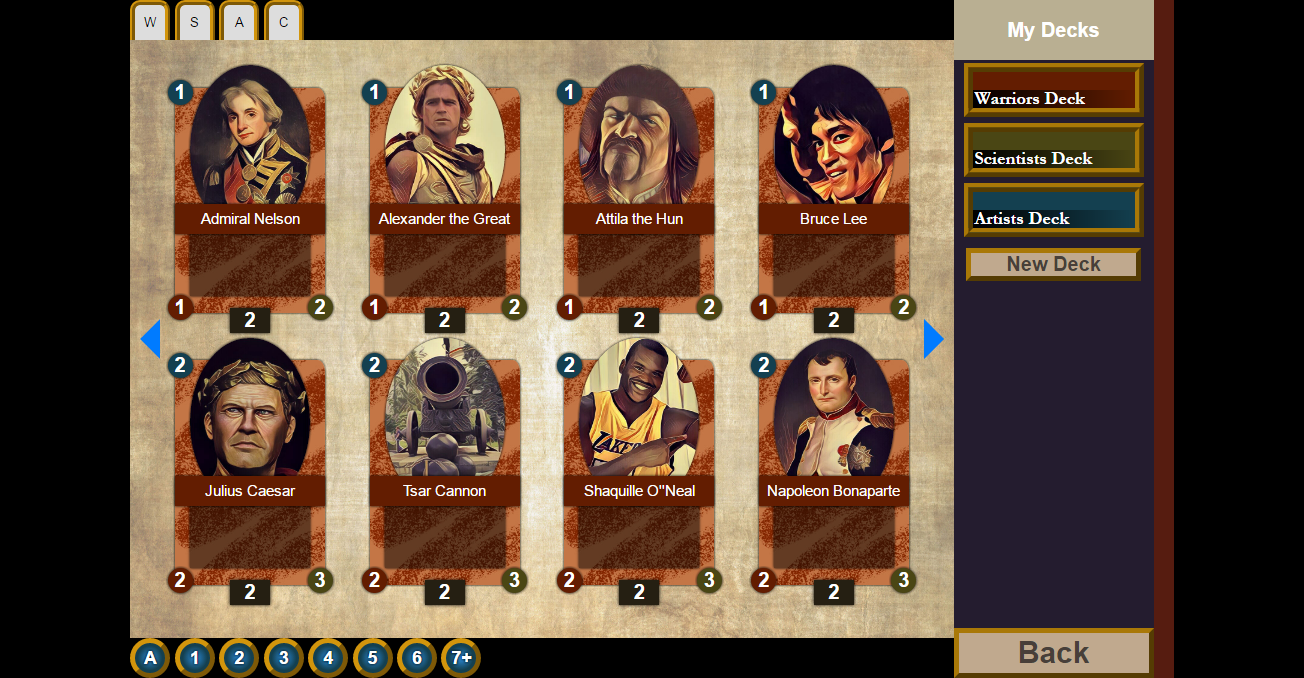 W S A C
My Decks
1 1 1 1
Admiral Nelson Alexander the Great Attila the Hun Bruce Lee
1 2 1 2 1 2 1 2
2 2 2 2
2 2 2 2
LAKERS
Julius Caesar Tsar Cannon Shaquille O"Neal Napoleon Bonaparte
2 3 2 3 2 3 2 3
2 2 2 2
A 1 2 3 4 5 6 7+
Warriors Deck
Scientists Deck
Artists Deck
New Deck
Back